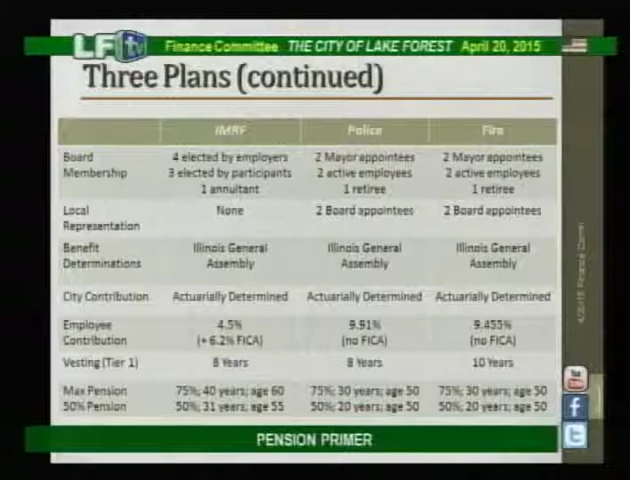 LFtv Finance Committee THE CITY OF LAKE FOREST April 20, 2015
Three Plans (continued)
IMRF Police Fire
Board Membership 4 elected by employers 2 Mayor appointees 2 Mayor appointees
3 elected by participants 2 active employees 2 active employees
1 annuitant 1 retiree 1 retiree
Local Representation None 2 Board appointees 2 Board appointees
Benefit Determinations Illinois General Assembly Illinois General Assembly Illinois General Assembly
City Contribution Actuarially Determined Actuarially Determined Actuarially Determined
Employee Contribution 4.5% 9.91% 9.455%
(+ 6.2% FICA) (no FICA) (no FICA)
Vesting (Tier 1) 8 Years 8 Years 10 Years
Max Pension 75%; 40 years; age 60 75%; 30 years; age 50 75%; 30 years; age 50
50% Pension 50%; 31 years; age 55 50%; 20 years; age 50 50%; 20 years; age 50
PENSION PRIMER
You
f
t